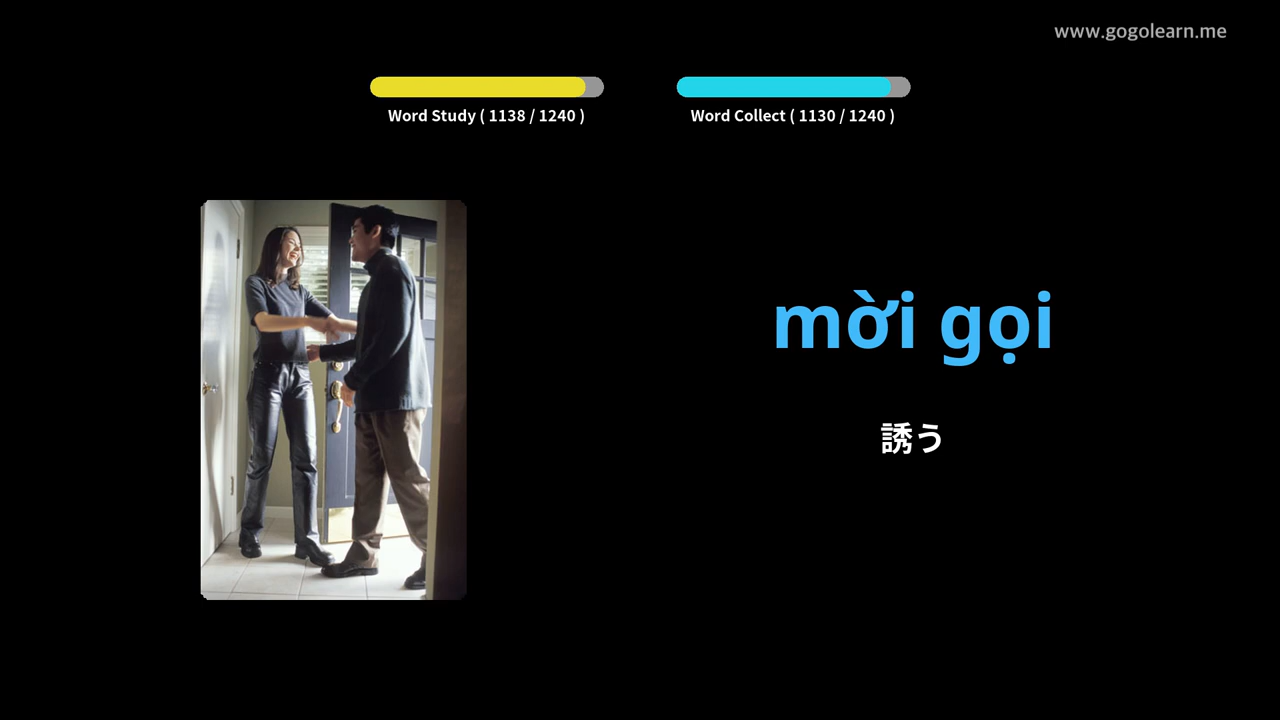 www.gogolearn.me
Word Study ( 1138 / 1240 )
Word Collect ( 1130 / 1240 )
mời gọi
誘う